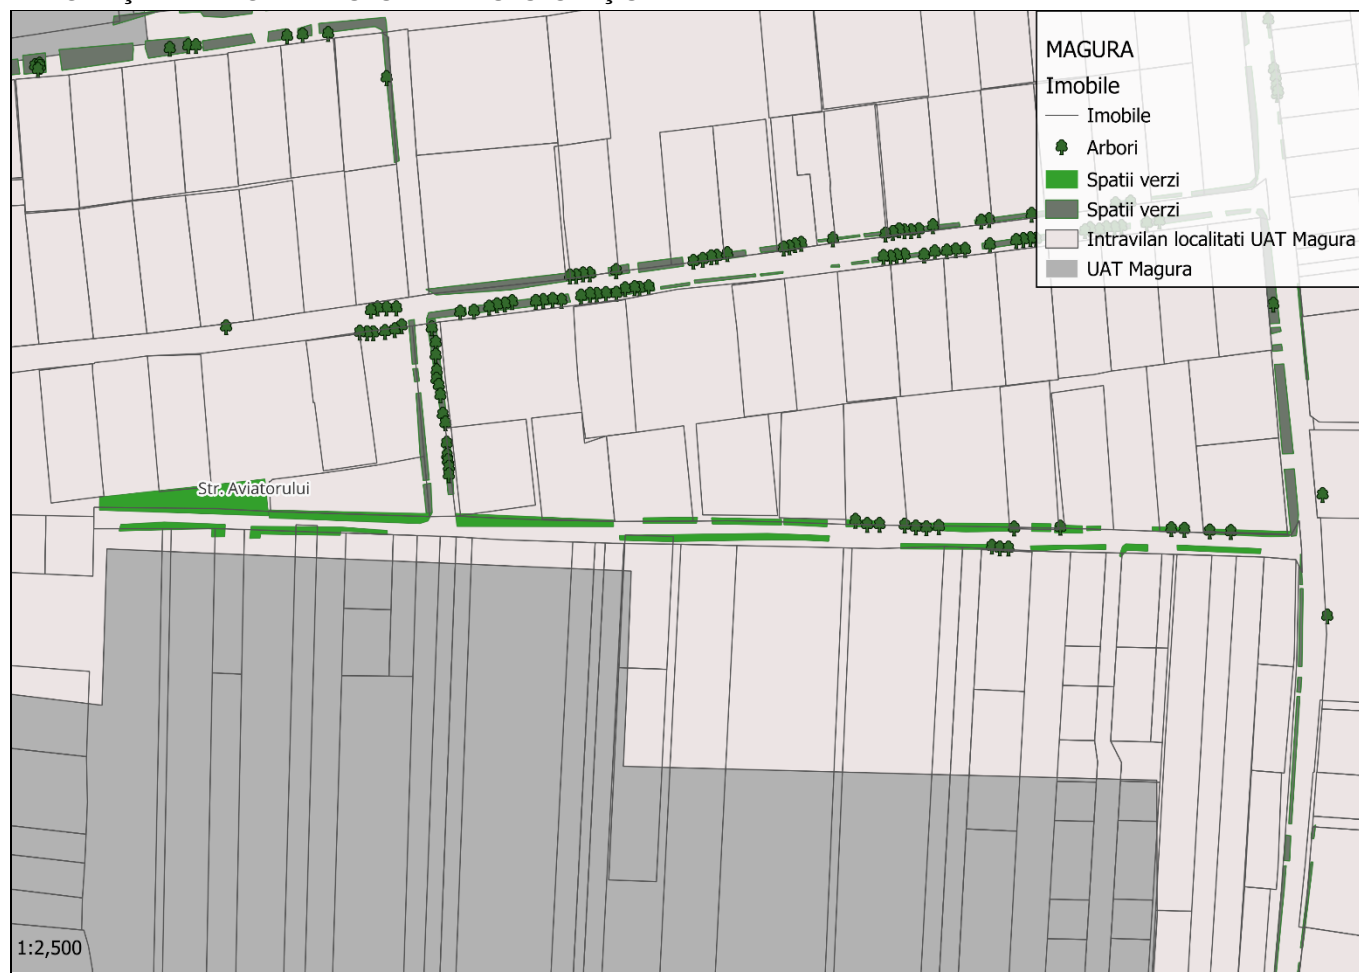 MAGURA
Imobile
Imobile
Arbori
Spatii verzi
Spatii verzi
Intravilan localitati UAT Magura
UAT Magura
Str. Aviatorului
1:2,500